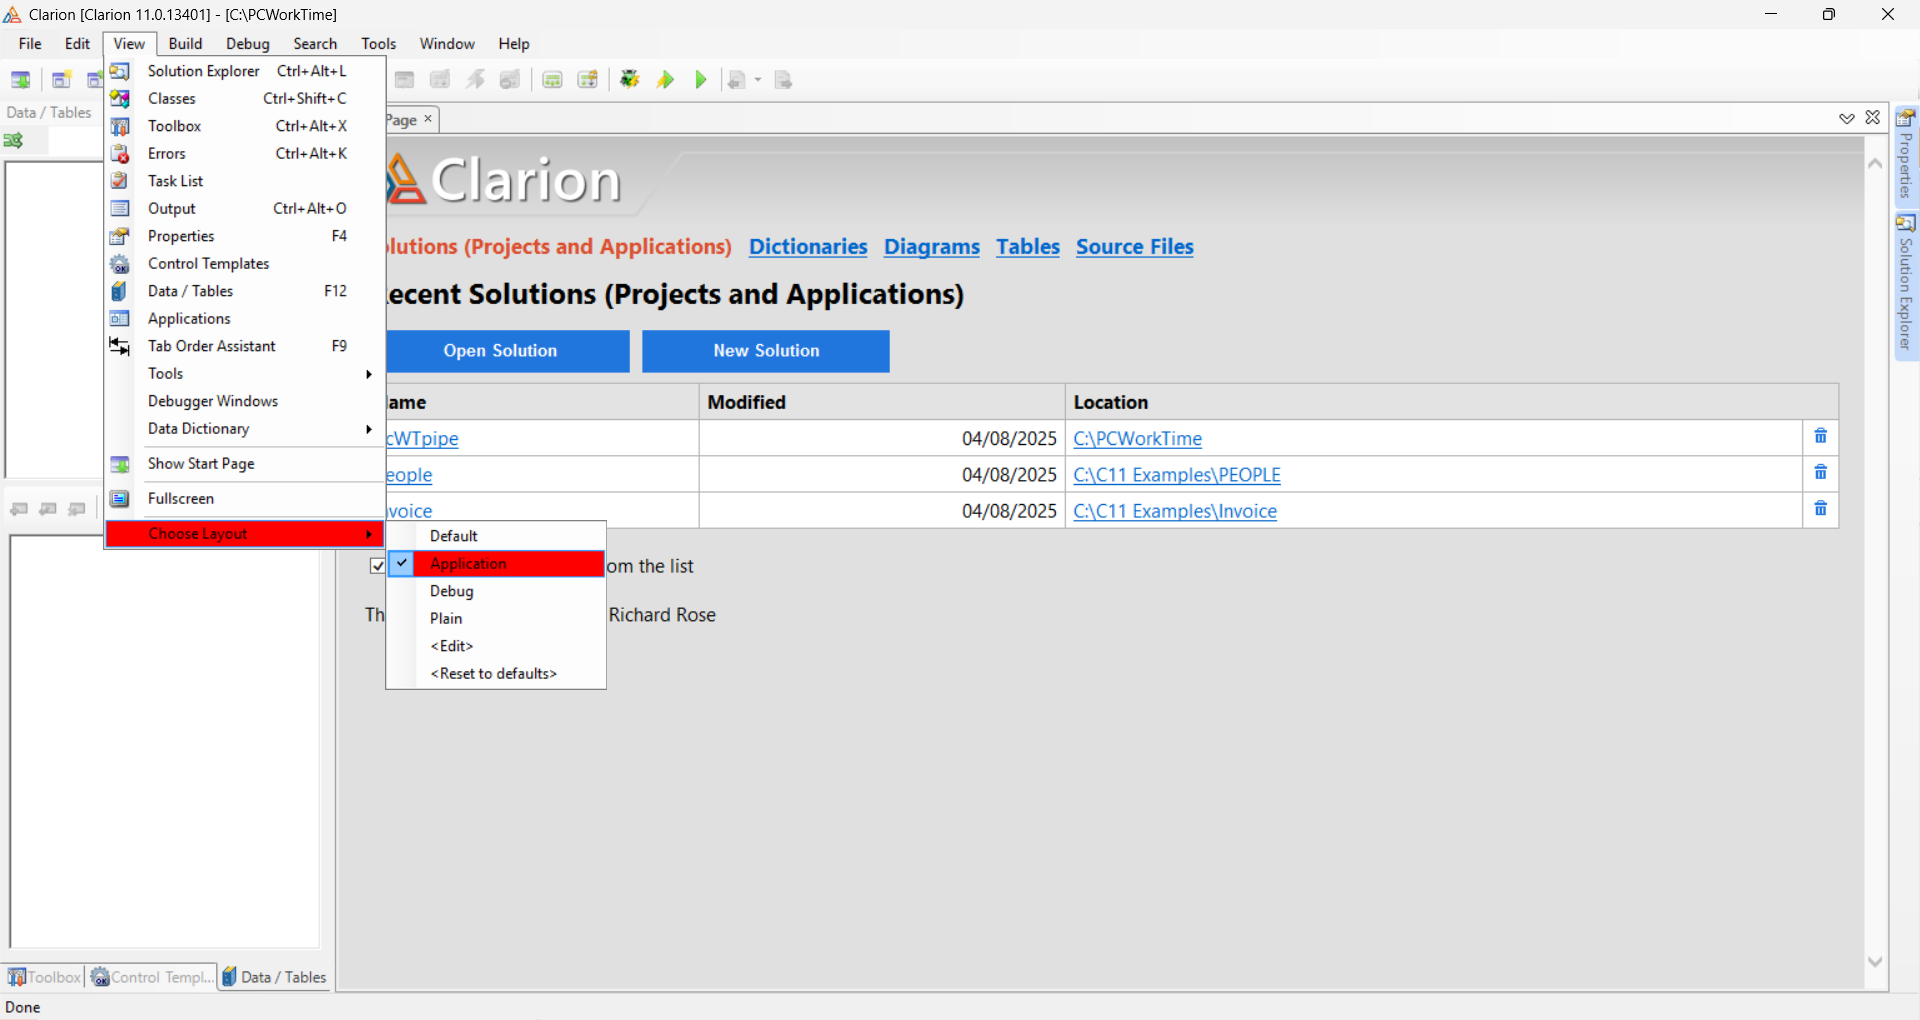 Clarion [Clarion 11.0.13401] - [C:\PCWorkTime]
File Edit View Build Debug Search Tools Window Help
Data / Tables
Solution Explorer Ctrl+Alt+L
Classes Ctrl+Shift+C
Toolbox Ctrl+Alt+X
Errors Ctrl+Alt+K
Task List
Output Ctrl+Alt+O
Properties F4
Control Templates
Data / Tables F12
Applications
Tab Order Assistant F9
Tools
Debugger Windows
Data Dictionary
Show Start Page
Fullscreen
Choose Layout
Default
Application
Debug
Plain
<Edit>
<Reset to defaults>
Page
Clarion
lutions (Projects and Applications) Dictionaries Diagrams Tables Source Files
ecent Solutions (Projects and Applications)
Open Solution New Solution
ame Modified Location
cWTpipe 04/08/2025 C:\PCWorkTime
eople 04/08/2025 C:\C11 Examples\PEOPLE
voice 04/08/2025 C:\C11 Examples\Invoice
om the list
Th Richard Rose
Properties
Solution Explorer
Toolbox Control Templ... Data / Tables
Done